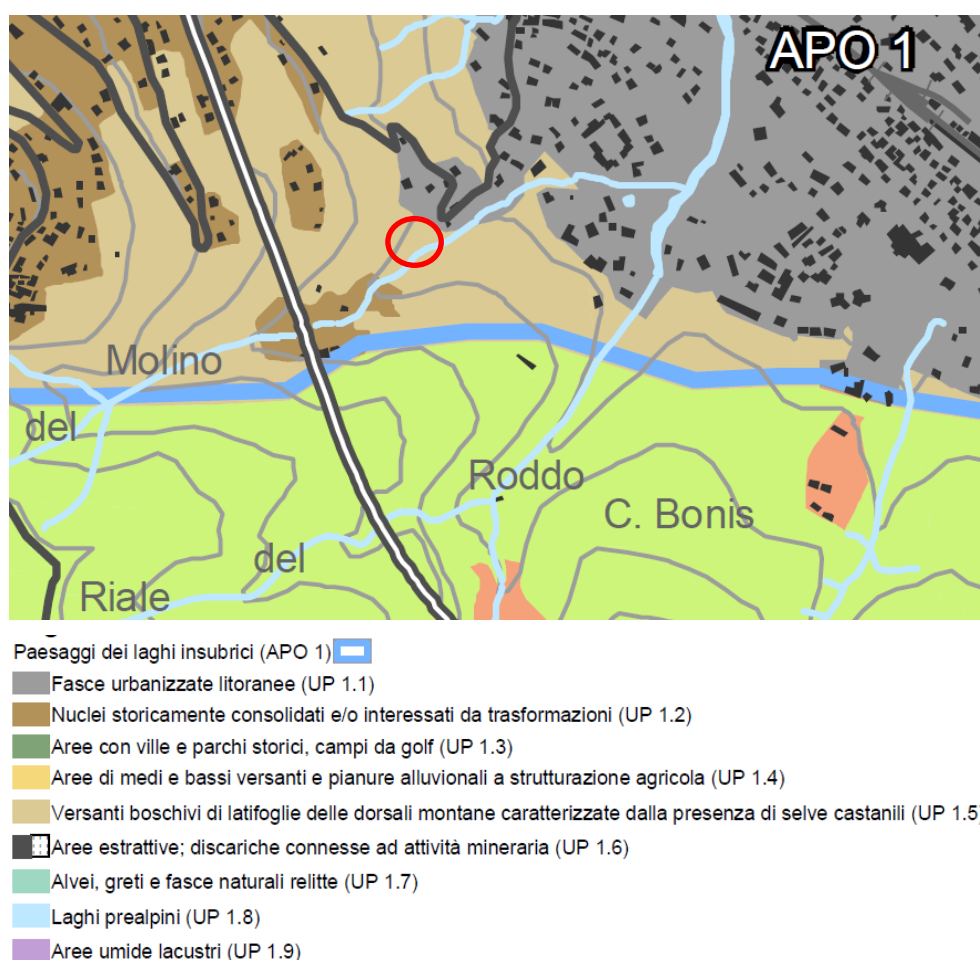 APO 1
Molino
del
Roddo
C. Bonis
del
Riale
Paesaggi dei laghi insubrici (APO 1)
Fasce urbanizzate litoranee (UP 1.1)
Nuclei storicamente consolidati e/o interessati da trasformazioni (UP 1.2)
Aree con ville e parchi storici, campi da golf (UP 1.3)
Aree di medi e bassi versanti e pianure alluvionali a strutturazione agricola (UP 1.4)
Versanti boschivi di latifoglie delle dorsali montane caratterizzate dalla presenza di selve castanili (UP 1.5)
Aree estrattive; discariche connesse ad attività mineraria (UP 1.6)
Alvei, greti e fasce naturali relitte (UP 1.7)
Laghi prealpini (UP 1.8)
Aree umide lacustri (UP 1.9)